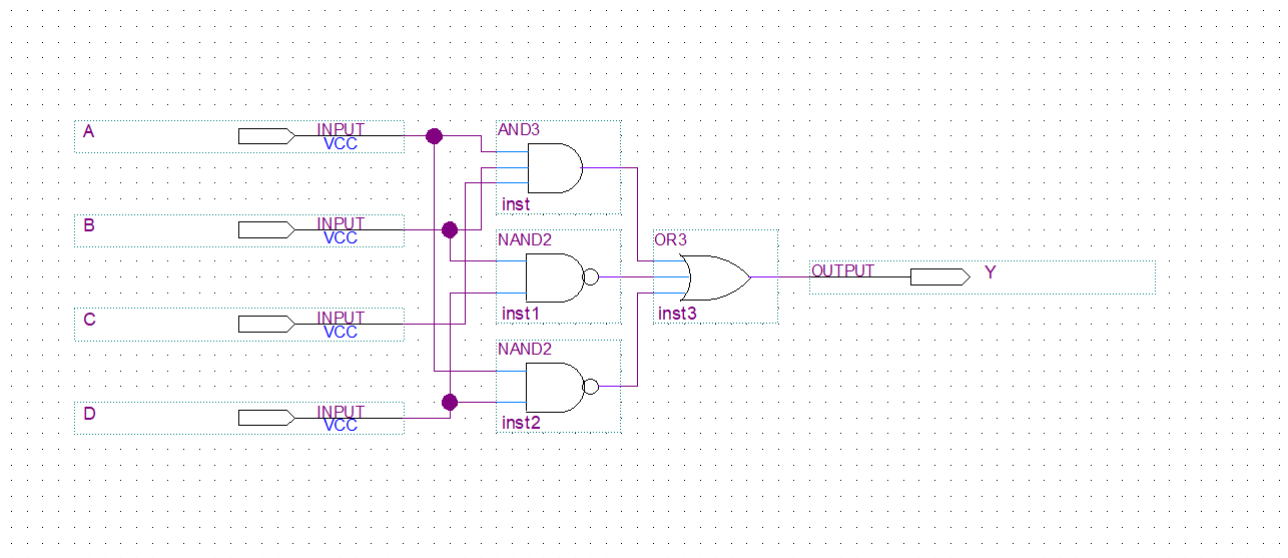 A
INPUT
VCC
AND3
inst
B
INPUT
VCC
NAND2
inst1
OR3
inst3
OUTPUT
Y
C
INPUT
VCC
NAND2
inst2
D
INPUT
VCC